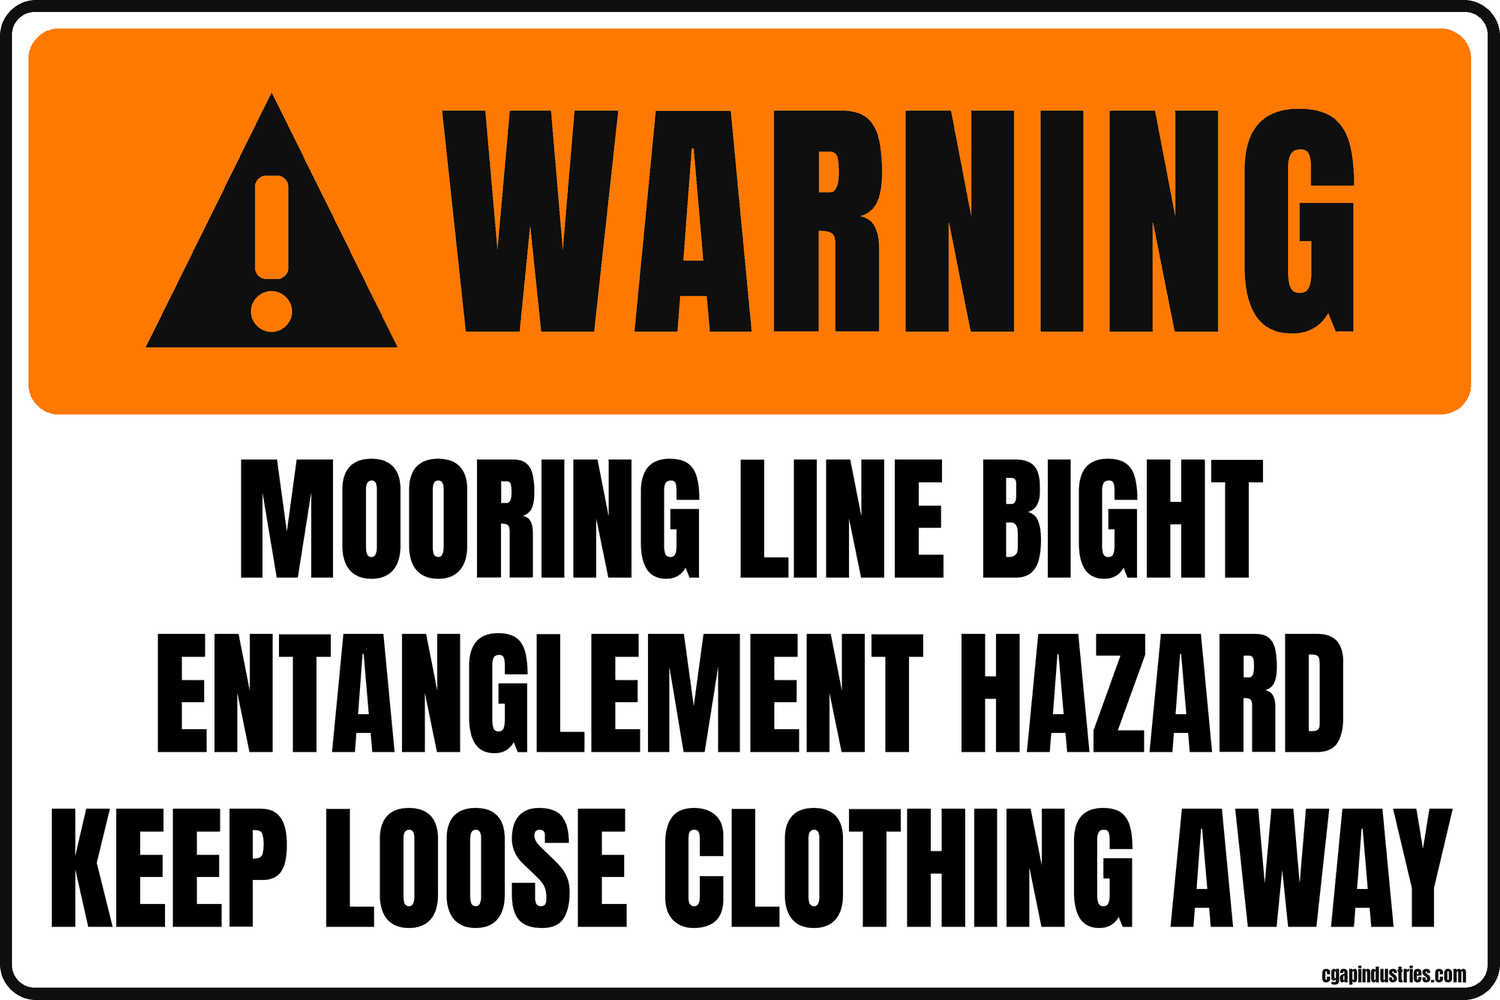 WARNING
MOORING LINE BIGHT
ENTANGLEMENT HAZARD
KEEP LOOSE CLOTHING AWAY
cgapindustries.com